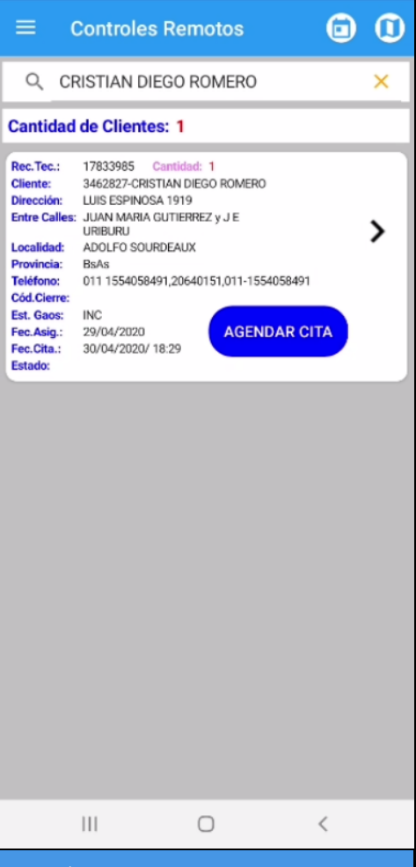 Controles Remotos
CRISTIAN DIEGO ROMERO
Cantidad de Clientes: 1
Rec.Tec.: 17833985 Cantidad: 1
Cliente: 3462827-CRISTIAN DIEGO ROMERO
Dirección: LUIS ESPINOSA 1919
Entre Calles: JUAN MARIA GUTIERREZ y J E
URIBURU
Localidad: ADOLFO SOURDEAUX
Provincia: BsAs
Teléfono: 011 1554058491,20640151,011-1554058491
Cód.Cierre:
Est. Gaos: INC
Fec.Asig.: 29/04/2020
Fec.Cita.: 30/04/2020/ 18:29
Estado:
AGENDAR CITA